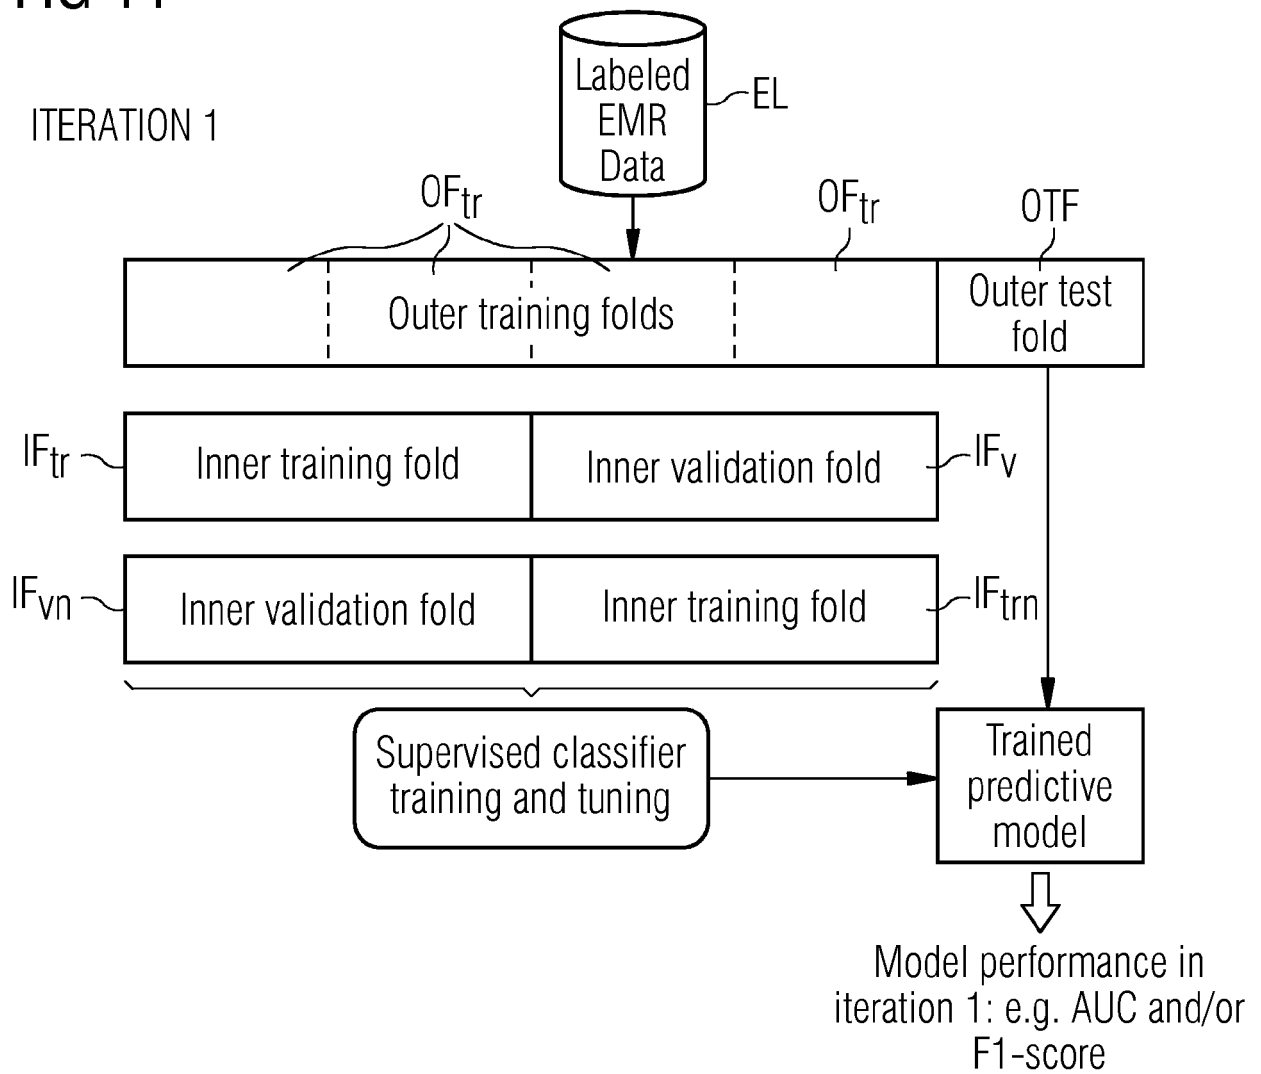 ITERATION 1
Labeled
EMR
Data
EL
OFtr
OFtr
OTF
Outer training folds
Outer test
fold
IFtr
Inner training fold
Inner validation fold
IFv
IFvn
Inner validation fold
Inner training fold
IFtrn
Supervised classifier
training and tuning
Trained
predictive
model
Model performance in
iteration 1: e.g. AUC and/or
F1-score